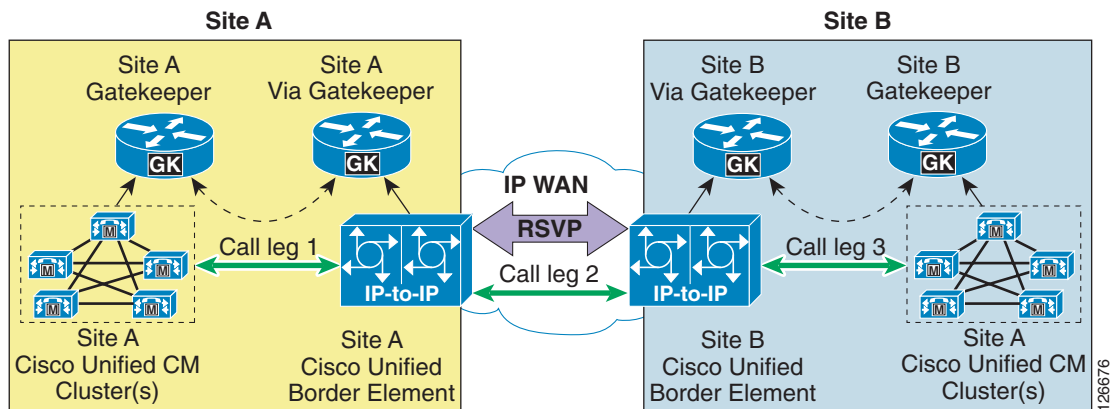 Site A
Site B
Site A
Gatekeeper
Site A
Via Gatekeeper
Site B
Via Gatekeeper
Site B
Gatekeeper
GK
GK
GK
GK
IP WAN
RSVP
M
M
M
M
M
Call leg 1
IP-to-IP
Call leg 2
IP-to-IP
Call leg 3
M
M
M
M
M
Site A
Cisco Unified CM
Cluster(s)
Site A
Cisco Unified
Border Element
Site B
Cisco Unified
Border Element
Site A
Cisco Unified CM
Cluster(s)
126676